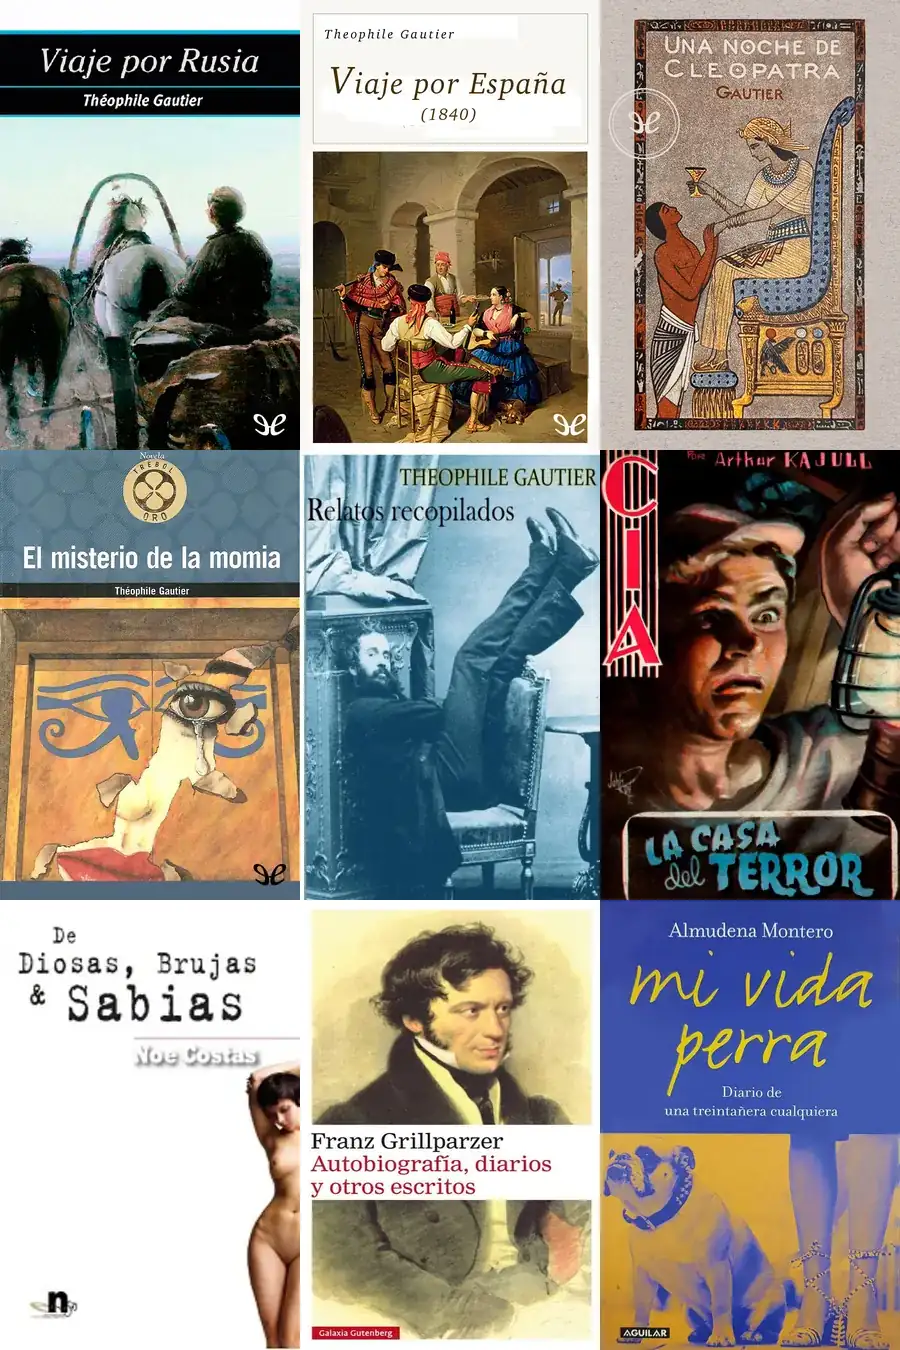 Viaje por Rusia
Théophile Gautier
Theophile Gautier
Viaje por España
(1840)
UNA NOCHE DE
CLEOPATRA
GAUTIER
Novela
TREBOL
ORO
El misterio de la momia
Théophile Gautier
THEOPHILE GAUTIER
Relatos recopilados
POR Arthur KAJULL
CIA
LA CASA
del TERROR
De
Diosas, Brujas
& Sabias
Noe Costas
n
Franz Grillparzer
Autobiografía, diarios
y otros escritos
Galaxia Gutenberg
Almudena Montero
mi vida
perra
Diario de
una treintañera cualquiera
AGUILAR